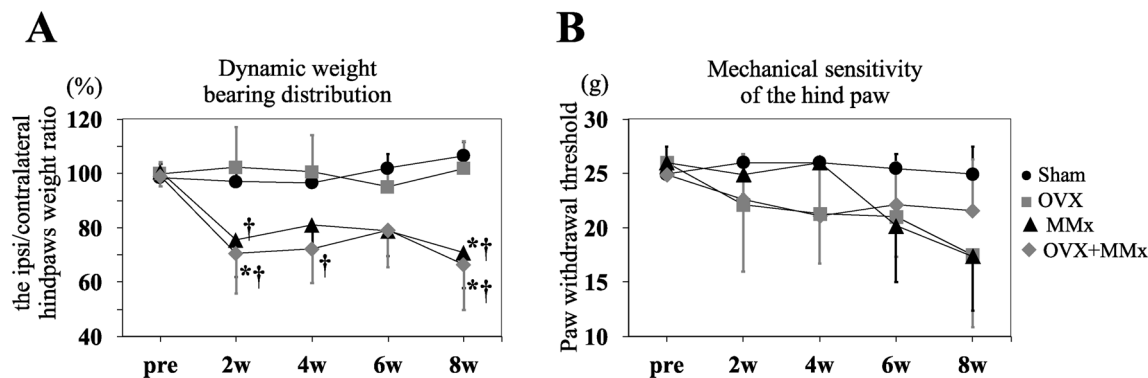 A
Dynamic weight
bearing distribution
(%)
the ipsi/contralateral
hindpaws weight ratio
120
100
80
60
40
†
*†
†
*†
*†
pre 2w 4w 6w 8w
B
Mechanical sensitivity
of the hind paw
(g)
Paw withdrawal threshold
30
25
20
15
10
pre 2w 4w 6w 8w
Sham
OVX
MMx
OVX+MMx